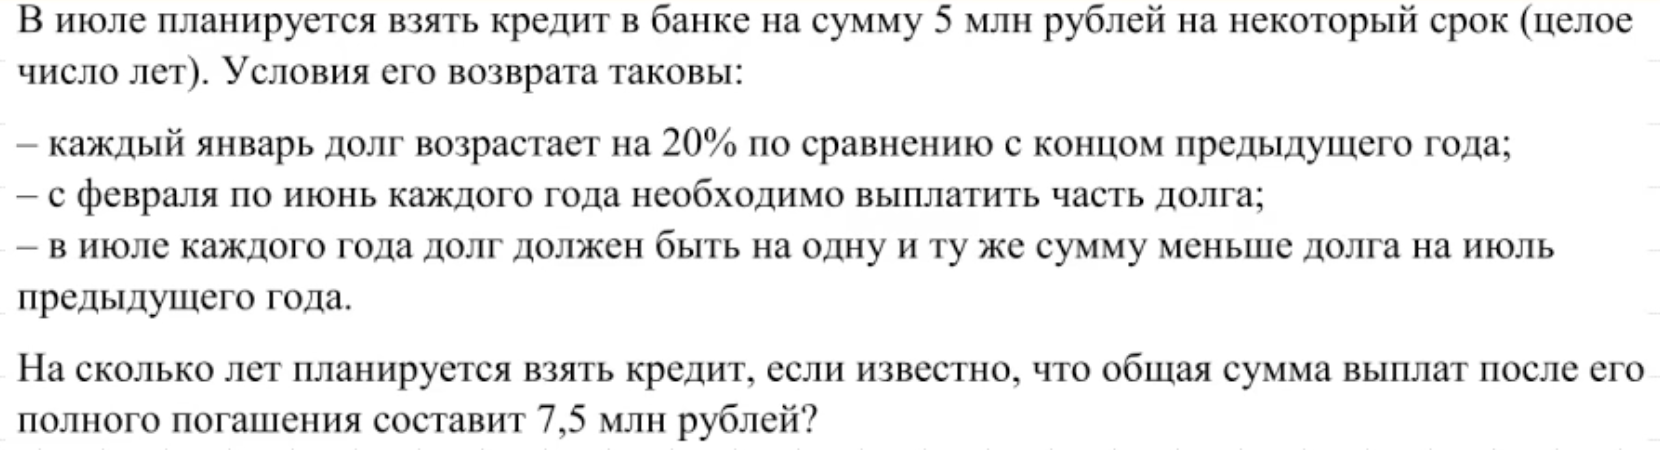 В июле планируется взять кредит в банке на сумму 5 млн рублей на некоторый срок (целое
число лет). Условия его возврата таковы:
– каждый январь долг возрастает на 20% по сравнению с концом предыдущего года;
– с февраля по июнь каждого года необходимо выплатить часть долга;
– в июле каждого года долг должен быть на одну и ту же сумму меньше долга на июль
предыдущего года.
На сколько лет планируется взять кредит, если известно, что общая сумма выплат после его
полного погашения составит 7,5 млн рублей?